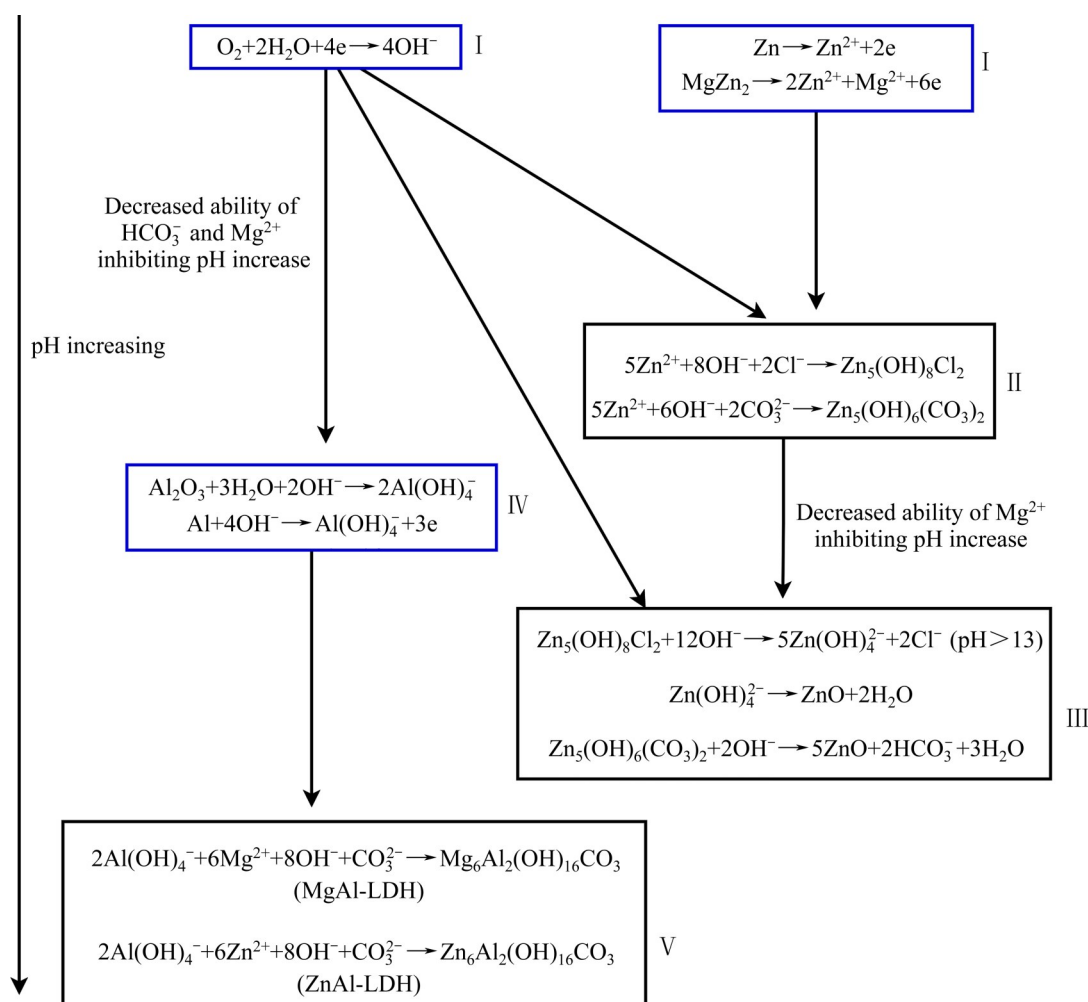 O₂+2H₂O+4e→4OH⁻
Ⅰ
Zn→Zn²⁺+2e
MgZn₂→2Zn²⁺+Mg²⁺+6e
Ⅰ
Decreased ability of
HCO₃⁻ and Mg²⁺
inhibiting pH increase
pH increasing
5Zn²⁺+8OH⁻+2Cl⁻→Zn₅(OH)₈Cl₂
5Zn²⁺+6OH⁻+2CO₃²⁻→Zn₅(OH)₆(CO₃)₂
Ⅱ
Al₂O₃+3H₂O+2OH⁻→2Al(OH)₄⁻
Al+4OH⁻→Al(OH)₄⁻+3e
Ⅳ
Decreased ability of Mg²⁺
inhibiting pH increase
Zn₅(OH)₈Cl₂+12OH⁻→5Zn(OH)₄²⁻+2Cl⁻ (pH＞13)
Zn(OH)₄²⁻→ZnO+2H₂O
Zn₅(OH)₆(CO₃)₂+2OH⁻→5ZnO+2HCO₃⁻+3H₂O
Ⅲ
2Al(OH)₄⁻+6Mg²⁺+8OH⁻+CO₃²⁻→Mg₆Al₂(OH)₁₆CO₃
(MgAl-LDH)
2Al(OH)₄⁻+6Zn²⁺+8OH⁻+CO₃²⁻→Zn₆Al₂(OH)₁₆CO₃
(ZnAl-LDH)
Ⅴ